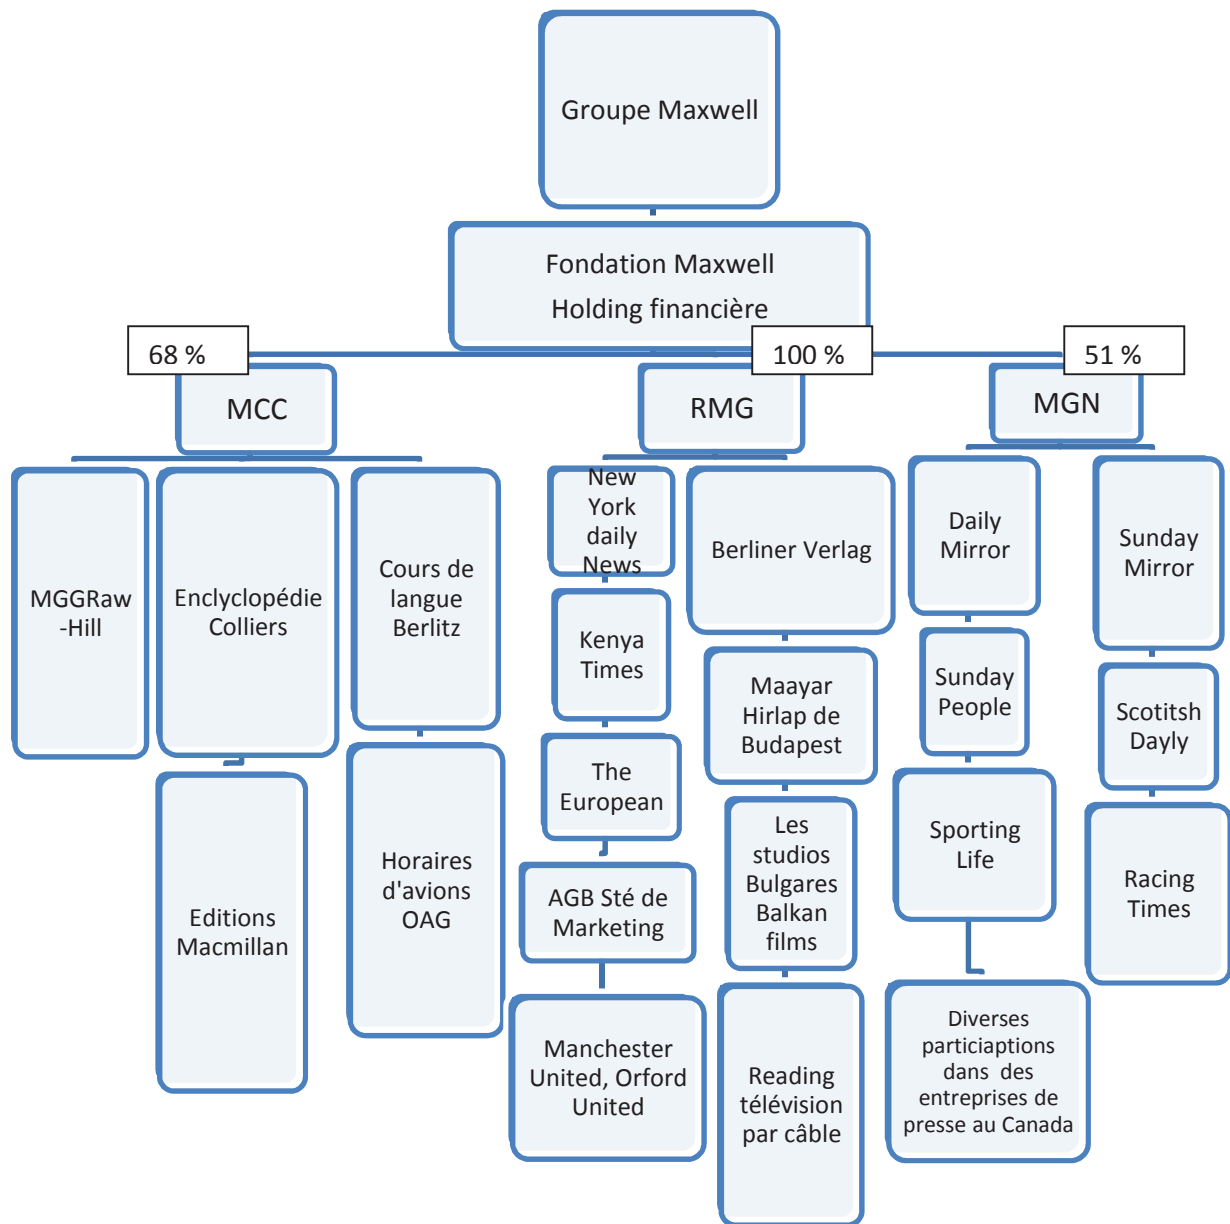 Groupe Maxwell
Fondation Maxwell
Holding financière
68 %
100 %
51 %
MCC
RMG
MGN
MGGRaw
-Hill
Enclyclopédie
Colliers
Cours de
langue
Berlitz
Editions
Macmillan
Horaires
d'avions
OAG
New
York
daily
News
Kenya
Times
The
European
AGB Sté de
Marketing
Manchester
United, Orford
United
Berliner Verlag
Maayar
Hirlap de
Budapest
Les
studios
Bulgares
Balkan
films
Reading
télévision
par câble
Daily
Mirror
Sunday
People
Sporting
Life
Diverses
particiaptions
dans des
entreprises de
presse au Canada
Sunday
Mirror
Scotitsh
Dayly
Racing
Times